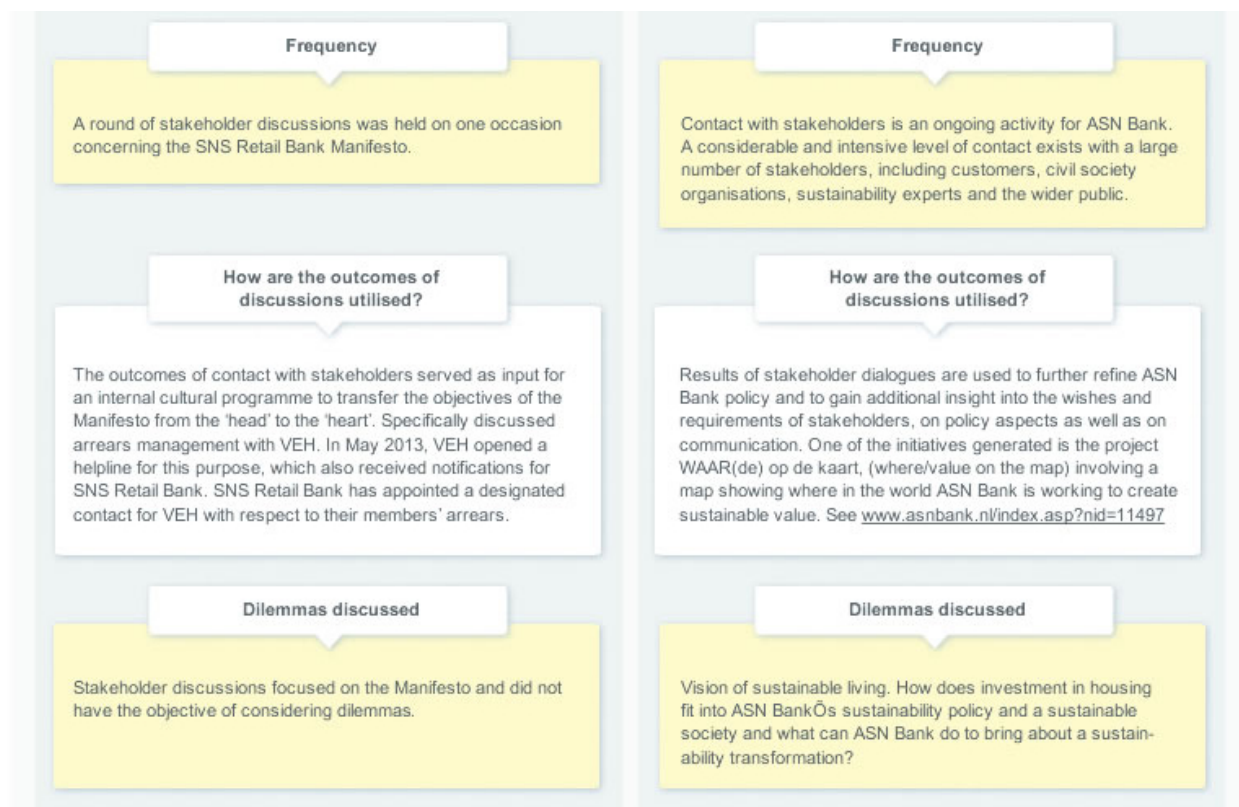 Frequency
A round of stakeholder discussions was held on one occasion
concerning the SNS Retail Bank Manifesto.
How are the outcomes of
discussions utilised?
The outcomes of contact with stakeholders served as input for
an internal cultural programme to transfer the objectives of the
Manifesto from the ‘head’ to the ‘heart’. Specifically discussed
arrears management with VEH. In May 2013, VEH opened a
helpline for this purpose, which also received notifications for
SNS Retail Bank. SNS Retail Bank has appointed a designated
contact for VEH with respect to their members’ arrears.
Dilemmas discussed
Stakeholder discussions focused on the Manifesto and did not
have the objective of considering dilemmas.
Frequency
Contact with stakeholders is an ongoing activity for ASN Bank.
A considerable and intensive level of contact exists with a large
number of stakeholders, including customers, civil society
organisations, sustainability experts and the wider public.
How are the outcomes of
discussions utilised?
Results of stakeholder dialogues are used to further refine ASN
Bank policy and to gain additional insight into the wishes and
requirements of stakeholders, on policy aspects as well as on
communication. One of the initiatives generated is the project
WAAR(de) op de kaart, (where/value on the map) involving a
map showing where in the world ASN Bank is working to create
sustainable value. See www.asnbank.nl/index.asp?nid=11497
Dilemmas discussed
Vision of sustainable living. How does investment in housing
fit into ASN BankÕs sustainability policy and a sustainable
society and what can ASN Bank do to bring about a sustain-
ability transformation?